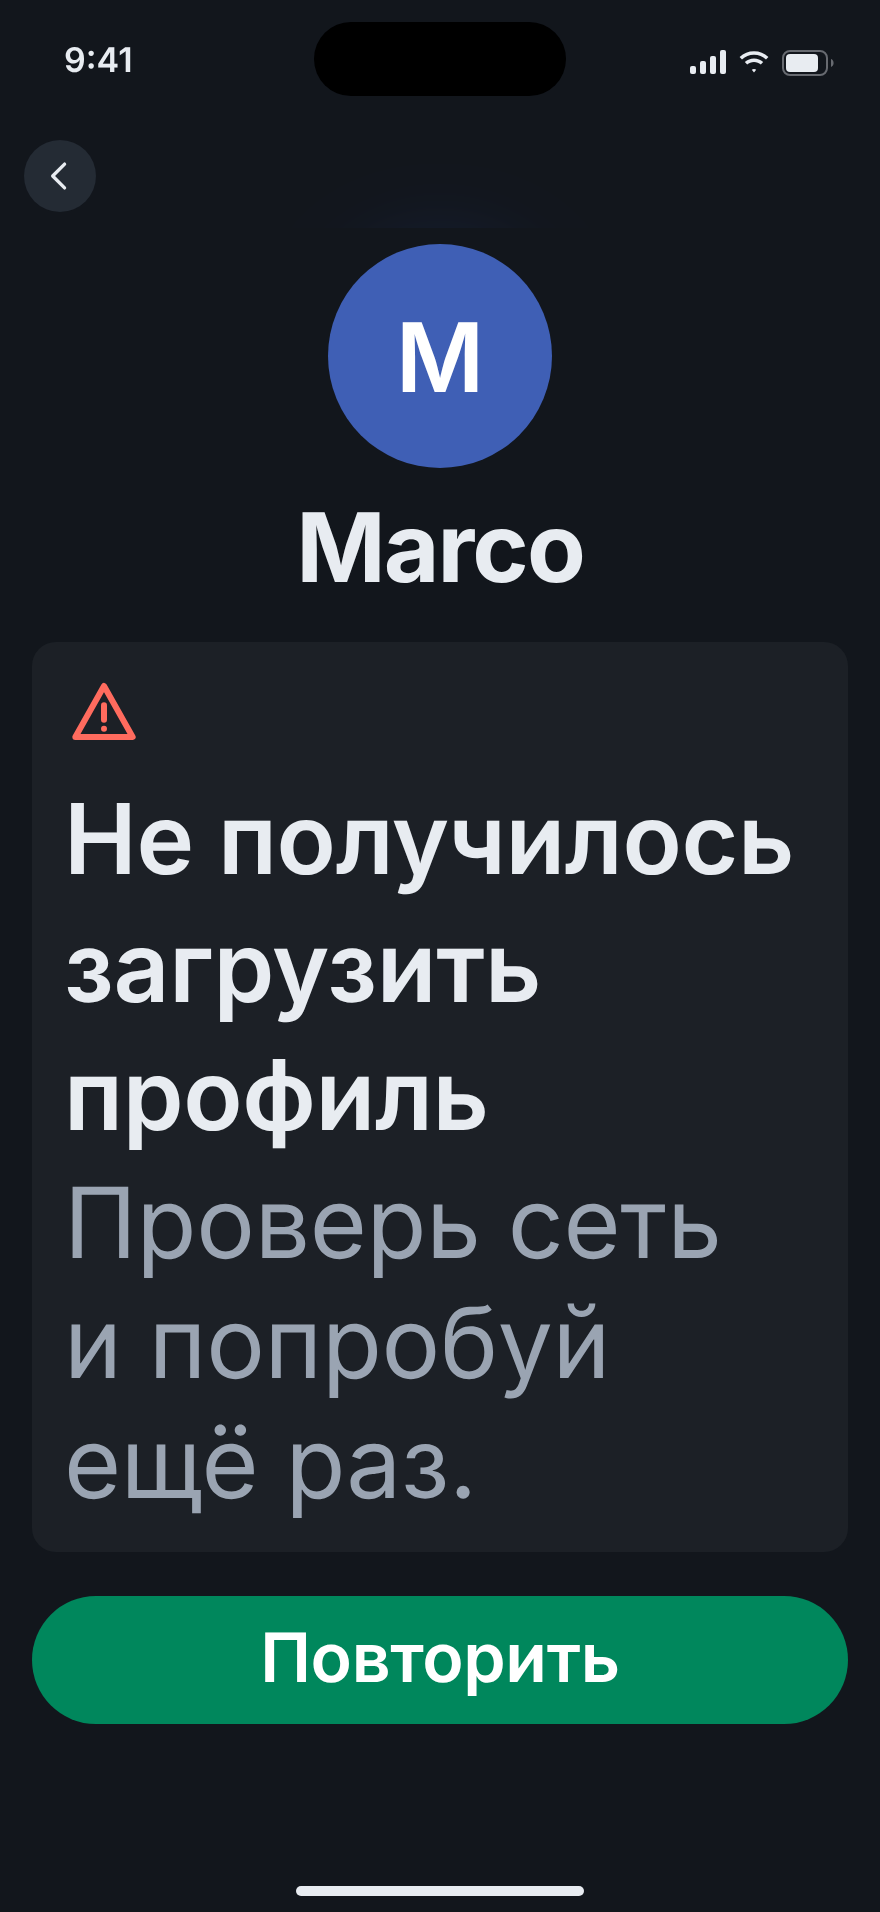 9:41
M
Marco
Не получилось
загрузить
профиль
Проверь сеть
и попробуй
ещё раз.
Повторить